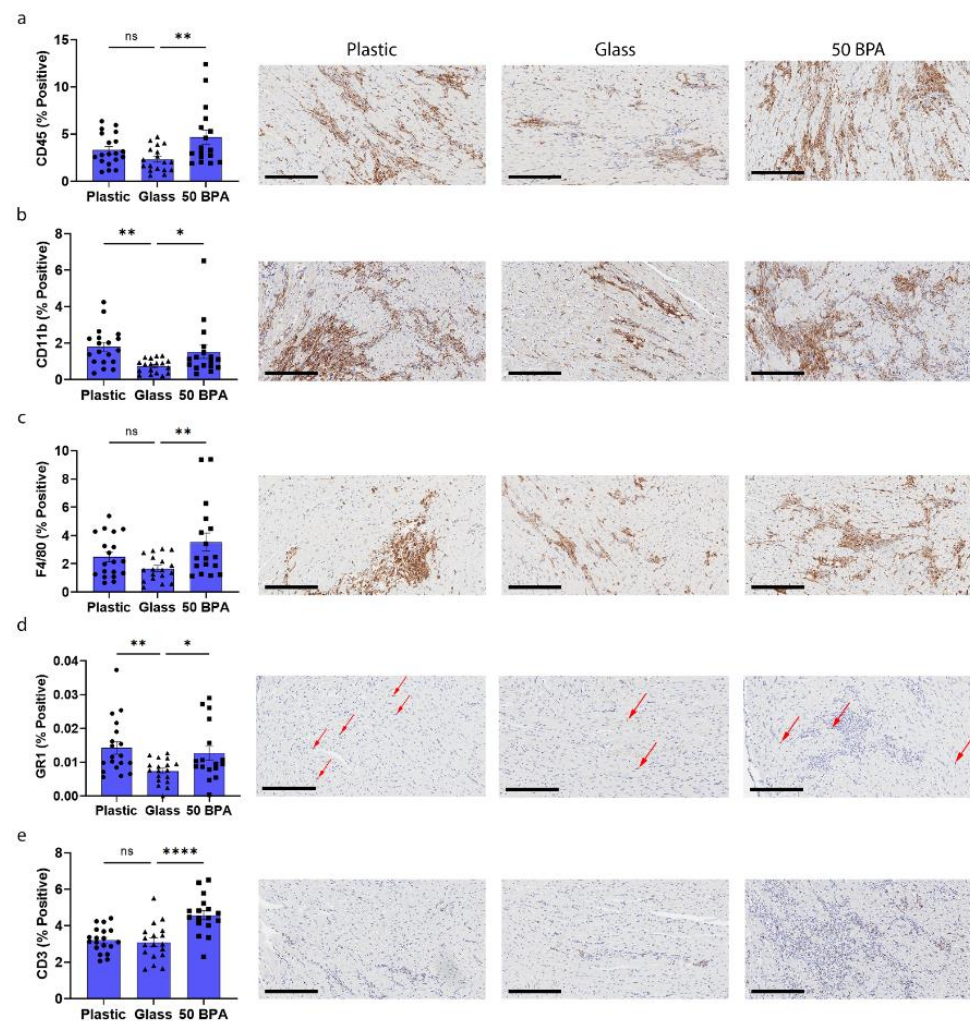 a
ns **
CD45 (% Positive)
15
10
5
0
Plastic Glass 50 BPA
Plastic Glass 50 BPA
b
** *
CD11b (% Positive)
8
6
4
2
0
Plastic Glass 50 BPA
c
ns **
F4/80 (% Positive)
10
8
6
4
2
0
Plastic Glass 50 BPA
d
** *
GR1 (% Positive)
0.04
0.03
0.02
0.01
0.00
Plastic Glass 50 BPA
e
ns ****
CD3 (% Positive)
8
6
4
2
0
Plastic Glass 50 BPA